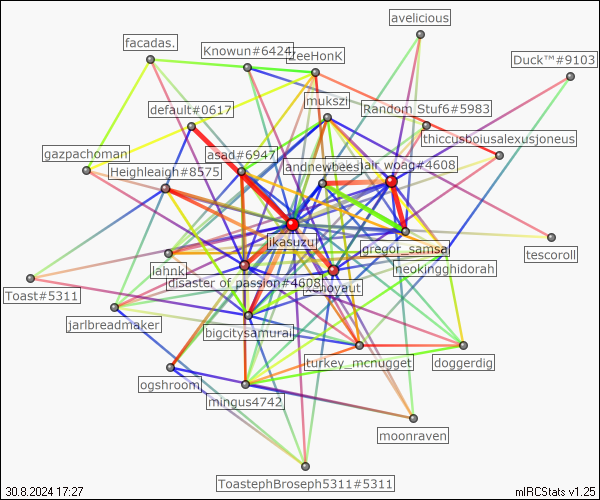 avelicious
facadas.
Knowun#6424
ZeeHonK
Duck™#9103
mukszi
default#0617
Random Stuf6#5983
thiccusboiusalexusjoneus
gazpachoman
asad#6947
Heighleaigh#8575
andnewbees
hair_woag#4608
ikasuzu
gregor_samsa
tescoroll
lahnk
neokingghidorah
disaster of passion#4608
xenoyaut
Toast#5311
jarlbreadmaker
bigcitysamurai
turkey_mcnugget
doggerdig
ogshroom
mingus4742
moonraven
ToastephBroseph5311#5311
30.8.2024 17:27
mIRCStats v1.25